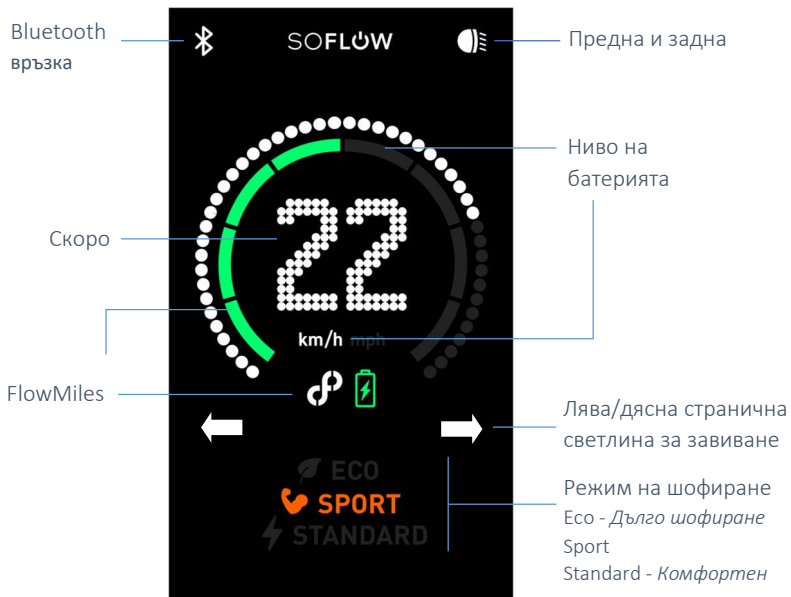 Bluetooth
връзка
SOFLOW
Предна и задна
Ниво на
батерията
22
Скоро
km/h mph
FlowMiles
Лява/дясна странична
светлина за завиване
ECO
SPORT
STANDARD
Режим на шофиране
Eco - Дълго шофиране
Sport
Standard - Комфортен